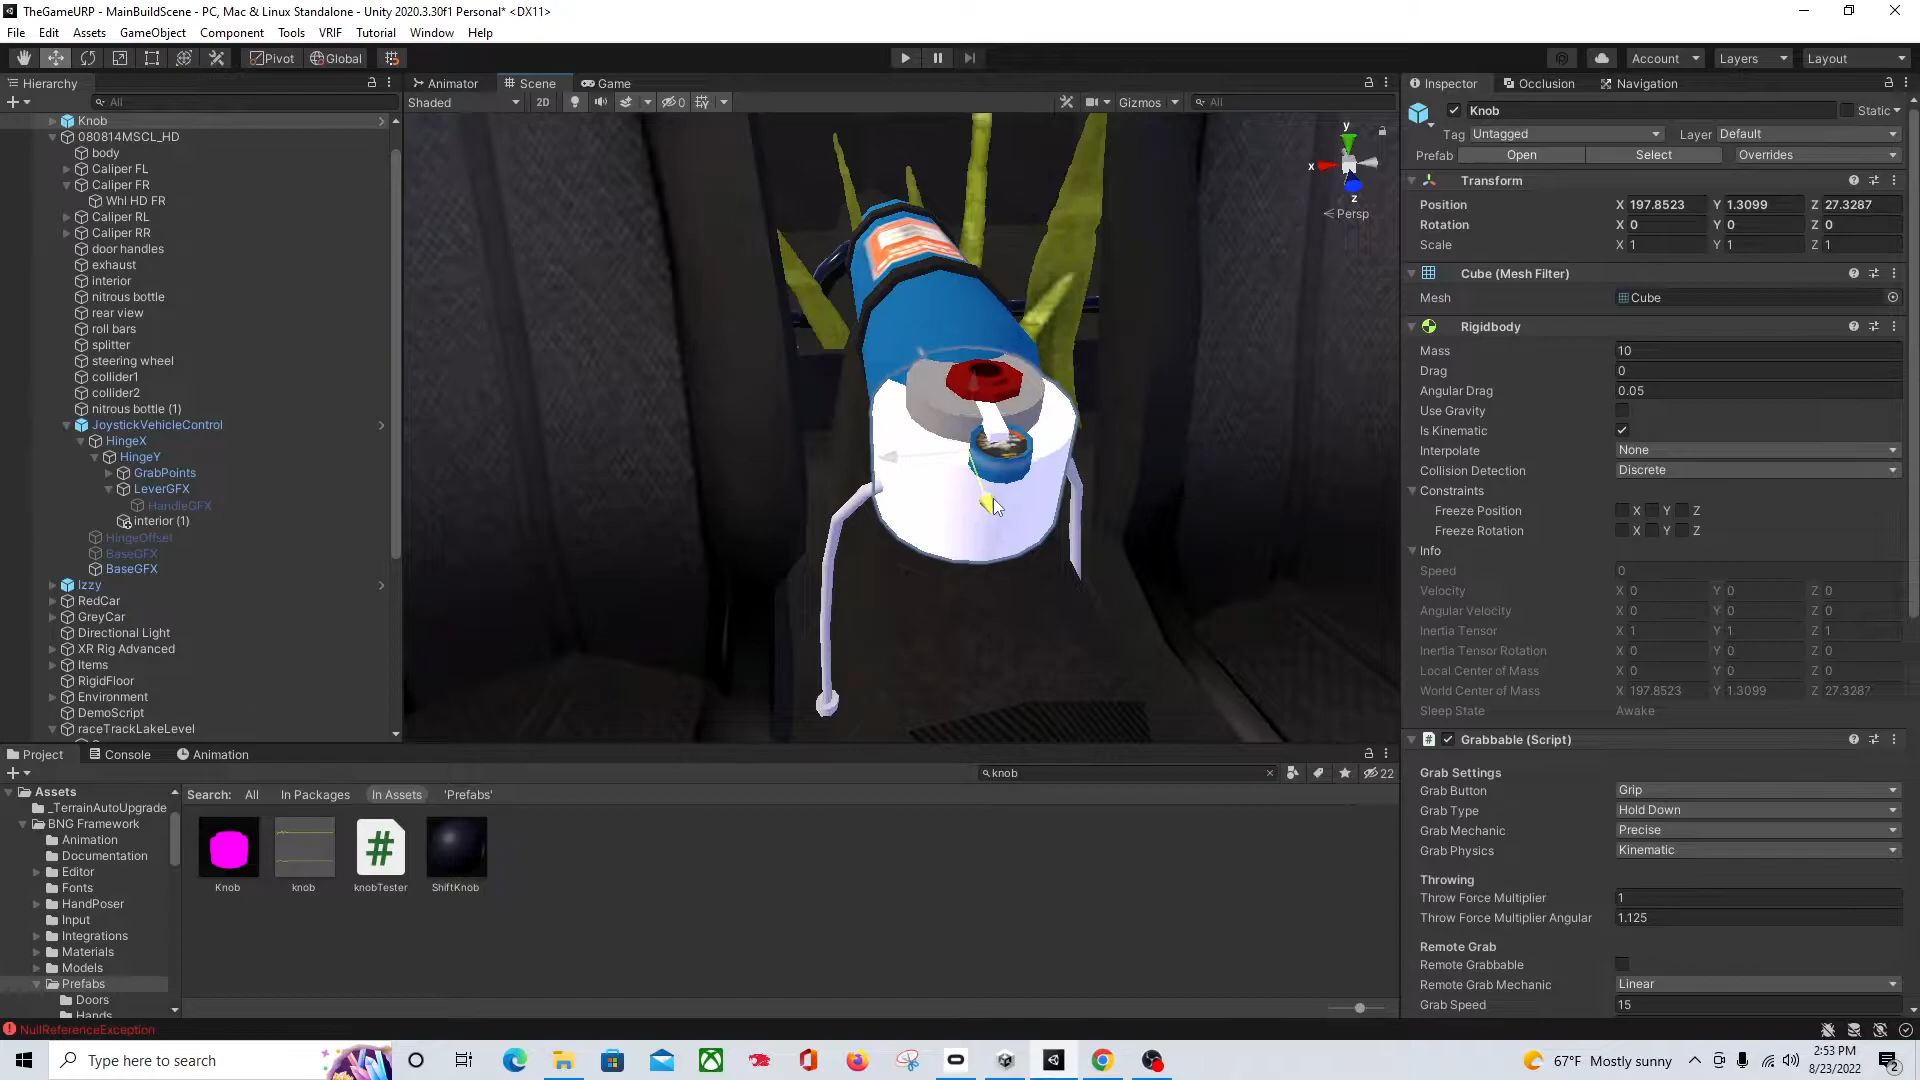 TheGameURP - MainBuildScene - PC, Mac & Linux Standalone - Unity 2020.3.30f1 Personal* <DX11>
File Edit Assets GameObject Component Tools VRIF Tutorial Window Help
Pivot Global Account Layers Layout
Hierarchy
All
Knob
080814MSCL_HD
body
Caliper FL
Caliper FR
Whl HD FR
Caliper RL
Caliper RR
door handles
exhaust
interior
nitrous bottle
rear view
roll bars
splitter
steering wheel
collider1
collider2
nitrous bottle (1)
JoystickVehicleControl
HingeX
HingeY
GrabPoints
LeverGFX
HandleGFX
interior (1)
HingeOffset
BaseGFX
BaseGFX
Izzy
RedCar
GreyCar
Directional Light
XR Rig Advanced
Items
RigidFloor
Environment
DemoScript
raceTrackLakeLevel
Animator Scene Game
Shaded 2D 0 Gizmos All
y
x
z
Persp
Inspector Occlusion Navigation
Knob Static
Tag Untagged Layer Default
Prefab Open Select Overrides
Transform
Position X 197.8523 Y 1.3099 Z 27.3287
Rotation X 0 Y 0 Z 0
Scale X 1 Y 1 Z 1
Cube (Mesh Filter)
Mesh Cube
Rigidbody
Mass 10
Drag 0
Angular Drag 0.05
Use Gravity
Is Kinematic
Interpolate None
Collision Detection Discrete
Constraints
Freeze Position X Y Z
Freeze Rotation X Y Z
Info
Speed 0
Velocity X 0 Y 0 Z 0
Angular Velocity X 0 Y 0 Z 0
Inertia Tensor X 1 Y 1 Z 1
Inertia Tensor Rotation X 0 Y 0 Z 0
Local Center of Mass X 0 Y 0 Z 0
World Center of Mass X 197.8523 Y 1.3099 Z 27.3287
Sleep State Awake
Grabbable (Script)
Grab Settings
Grab Button Grip
Grab Type Hold Down
Grab Mechanic Precise
Grab Physics Kinematic
Throwing
Throw Force Multiplier 1
Throw Force Multiplier Angular 1.125
Remote Grab
Remote Grabbable
Remote Grab Mechanic Linear
Grab Speed 15
Project Console Animation
knob 22
Assets
_TerrainAutoUpgrade
BNG Framework
Animation
Documentation
Editor
Fonts
HandPoser
Input
Integrations
Materials
Models
Prefabs
Doors
Hands
Search: All In Packages In Assets 'Prefabs'
Knob knob knobTester ShiftKnob
NullReferenceException
Type here to search
67°F Mostly sunny
2:53 PM
8/23/2022
2